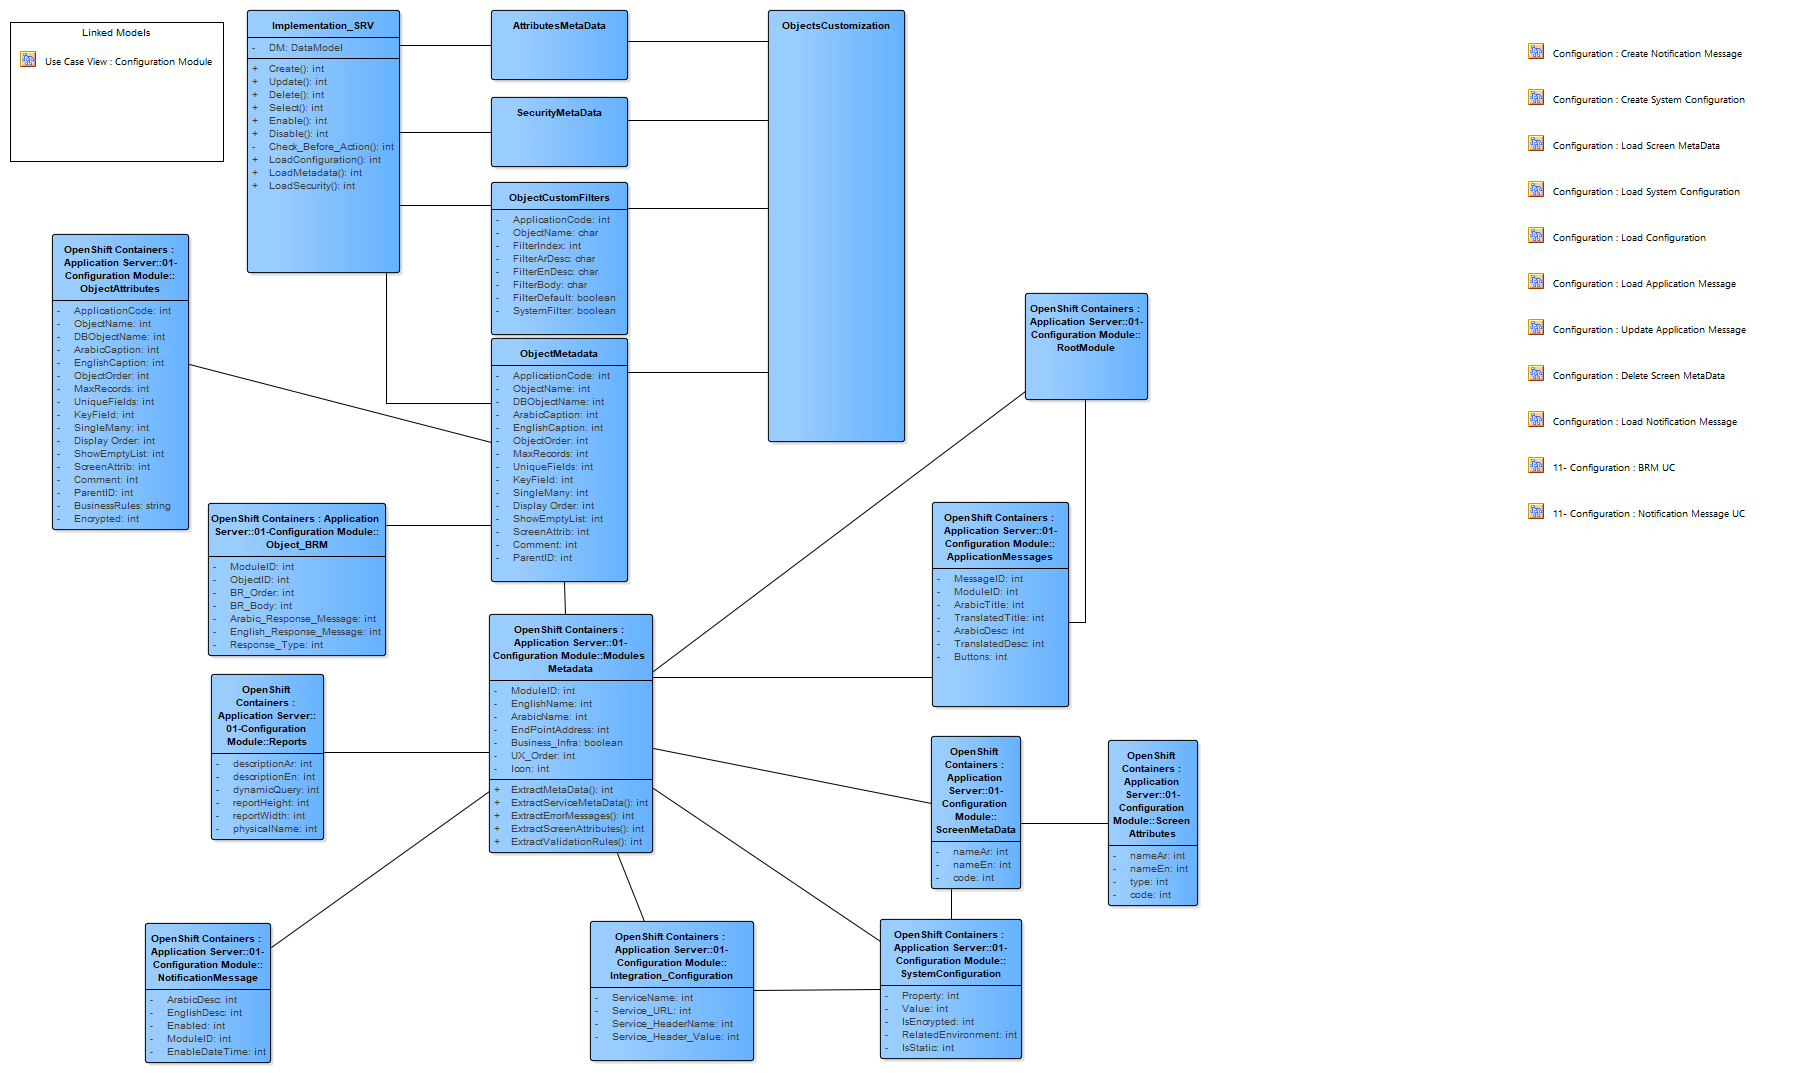 Linked Models
Use Case View : Configuration Module
Implementation_SRV
- DM: DataModel
+ Create(): int
+ Update(): int
+ Delete(): int
+ Select(): int
+ Enable(): int
+ Disable(): int
- Check_Before_Action(): int
+ LoadConfiguration(): int
+ LoadMetadata(): int
+ LoadSecurity(): int
AttributesMetaData
SecurityMetaData
ObjectCustomFilters
- ApplicationCode: int
- ObjectName: char
- FilterIndex: int
- FilterArDesc: char
- FilterEnDesc: char
- FilterBody: char
- FilterDefault: boolean
- SystemFilter: boolean
ObjectsCustomization
OpenShift Containers :
Application Server::01-
Configuration Module::
ObjectAttributes
- ApplicationCode: int
- ObjectName: int
- DBObjectName: int
- ArabicCaption: int
- EnglishCaption: int
- ObjectOrder: int
- MaxRecords: int
- UniqueFields: int
- KeyField: int
- SingleMany: int
- Display Order: int
- ShowEmptyList: int
- ScreenAttrib: int
- Comment: int
- ParentID: int
- BusinessRules: string
- Encrypted: int
ObjectMetadata
- ApplicationCode: int
- ObjectName: int
- DBObjectName: int
- ArabicCaption: int
- EnglishCaption: int
- ObjectOrder: int
- MaxRecords: int
- UniqueFields: int
- KeyField: int
- SingleMany: int
- Display Order: int
- ShowEmptyList: int
- ScreenAttrib: int
- Comment: int
- ParentID: int
OpenShift Containers :
Application Server::01-
Configuration Module::
RootModule
OpenShift Containers : Application
Server::01-Configuration Module::
Object_BRM
- ModuleID: int
- ObjectID: int
- BR_Order: int
- BR_Body: int
- Arabic_Response_Message: int
- English_Response_Message: int
- Response_Type: int
OpenShift Containers :
Application Server::01-
Configuration Module::
ApplicationMessages
- MessageID: int
- ModuleID: int
- ArabicTitle: int
- TranslatedTitle: int
- ArabicDesc: int
- TranslatedDesc: int
- Buttons: int
OpenShift Containers :
Application Server::01-
Configuration Module::Modules
Metadata
- ModuleID: int
- EnglishName: int
- ArabicName: int
- EndPointAddress: int
- Business_Infra: boolean
- UX_Order: int
- Icon: int
+ ExtractMetaData(): int
+ ExtractServiceMetaData(): int
+ ExtractErrorMessages(): int
+ ExtractScreenAttributes(): int
+ ExtractValidationRules(): int
OpenShift
Containers :
Application Server::
01-Configuration
Module::Reports
- descriptionAr: int
- descriptionEn: int
- dynamicQuery: int
- reportHeight: int
- reportWidth: int
- physicalName: int
OpenShift
Containers :
Application
Server::01-
Configuration
Module::
ScreenMetaData
- nameAr: int
- nameEn: int
- code: int
OpenShift
Containers :
Application
Server::01-
Configuration
Module::Screen
Attributes
- nameAr: int
- nameEn: int
- type: int
- code: int
OpenShift Containers :
Application Server::01-
Configuration Module::
NotificationMessage
- ArabicDesc: int
- EnglishDesc: int
- Enabled: int
- ModuleID: int
- EnableDateTime: int
OpenShift Containers :
Application Server::01-
Configuration Module::
Integration_Configuration
- ServiceName: int
- Service_URL: int
- Service_HeaderName: int
- Service_Header_Value: int
OpenShift Containers :
Application Server::01-
Configuration Module::
SystemConfiguration
- Property: int
- Value: int
- IsEncrypted: int
- RelatedEnvironment: int
- IsStatic: int
Configuration : Create Notification Message
Configuration : Create System Configuration
Configuration : Load Screen MetaData
Configuration : Load System Configuration
Configuration : Load Configuration
Configuration : Load Application Message
Configuration : Update Application Message
Configuration : Delete Screen MetaData
Configuration : Load Notification Message
11- Configuration : BRM UC
11- Configuration : Notification Message UC